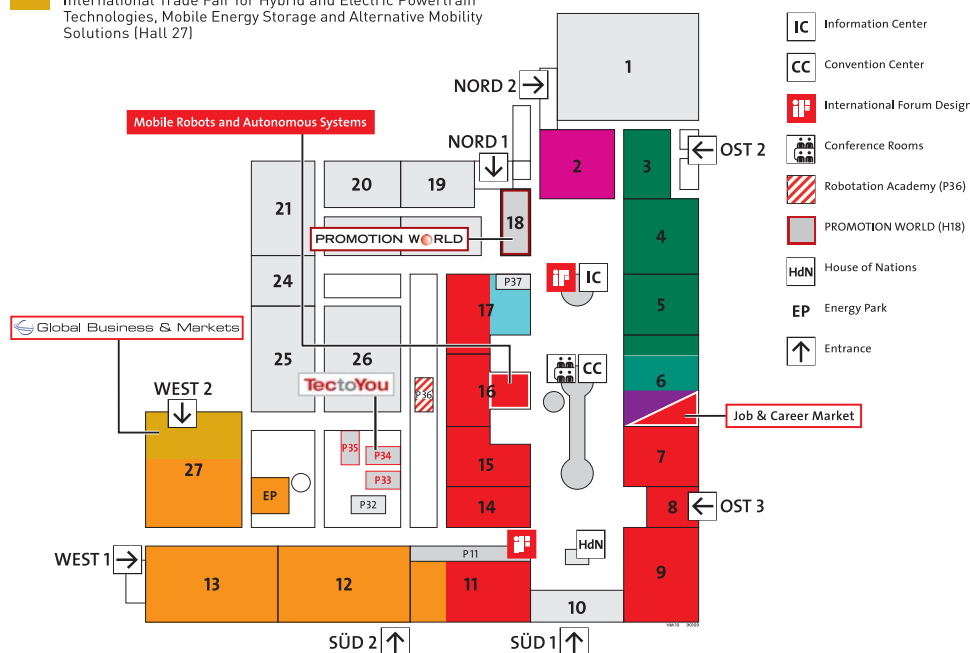 International Trade Fair for Hybrid and Electric Powertrain
Technologies, Mobile Energy Storage and Alternative Mobility
Solutions (Hall 27)
IC Information Center
CC Convention Center
iF International Forum Design
Conference Rooms
Robotation Academy (P36)
PROMOTION WORLD (H18)
HdN House of Nations
EP Energy Park
Entrance
1
NORD 2
Mobile Robots and Autonomous Systems
NORD 1
2
3
OST 2
20
19
21
18
4
PROMOTION WORLD
24
iF
IC
P37
17
5
Global Business & Markets
25
26
TectoYou
P36
16
CC
6
WEST 2
Job & Career Market
P35
P34
27
15
7
P33
EP
P32
14
8
OST 3
iF
HdN
WEST 1
P11
13
12
11
9
10
HM10 90109
SÜD 2
SÜD 1